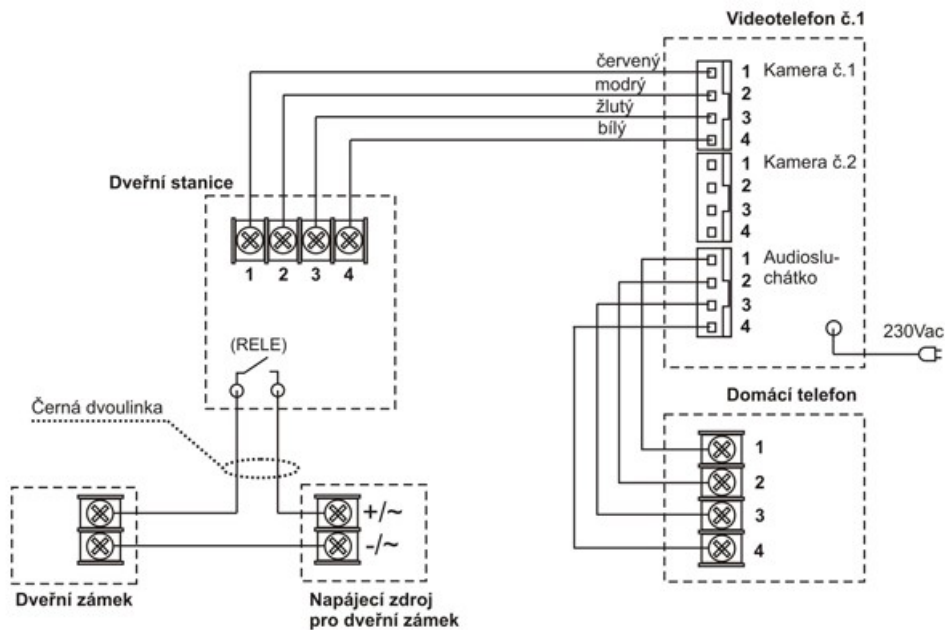 Videotelefon č.1
červený
1 Kamera č.1
modrý
2
žlutý
3
bílý
4
1 Kamera č.2
2
3
4
Dveřní stanice
1 2 3 4
1 Audioslu-
2 chátko
3
4
230Vac
(RELE)
Černá dvoulinka
Domácí telefon
1
2
3
4
+/~
-/~
Dveřní zámek
Napájecí zdroj
pro dveřní zámek